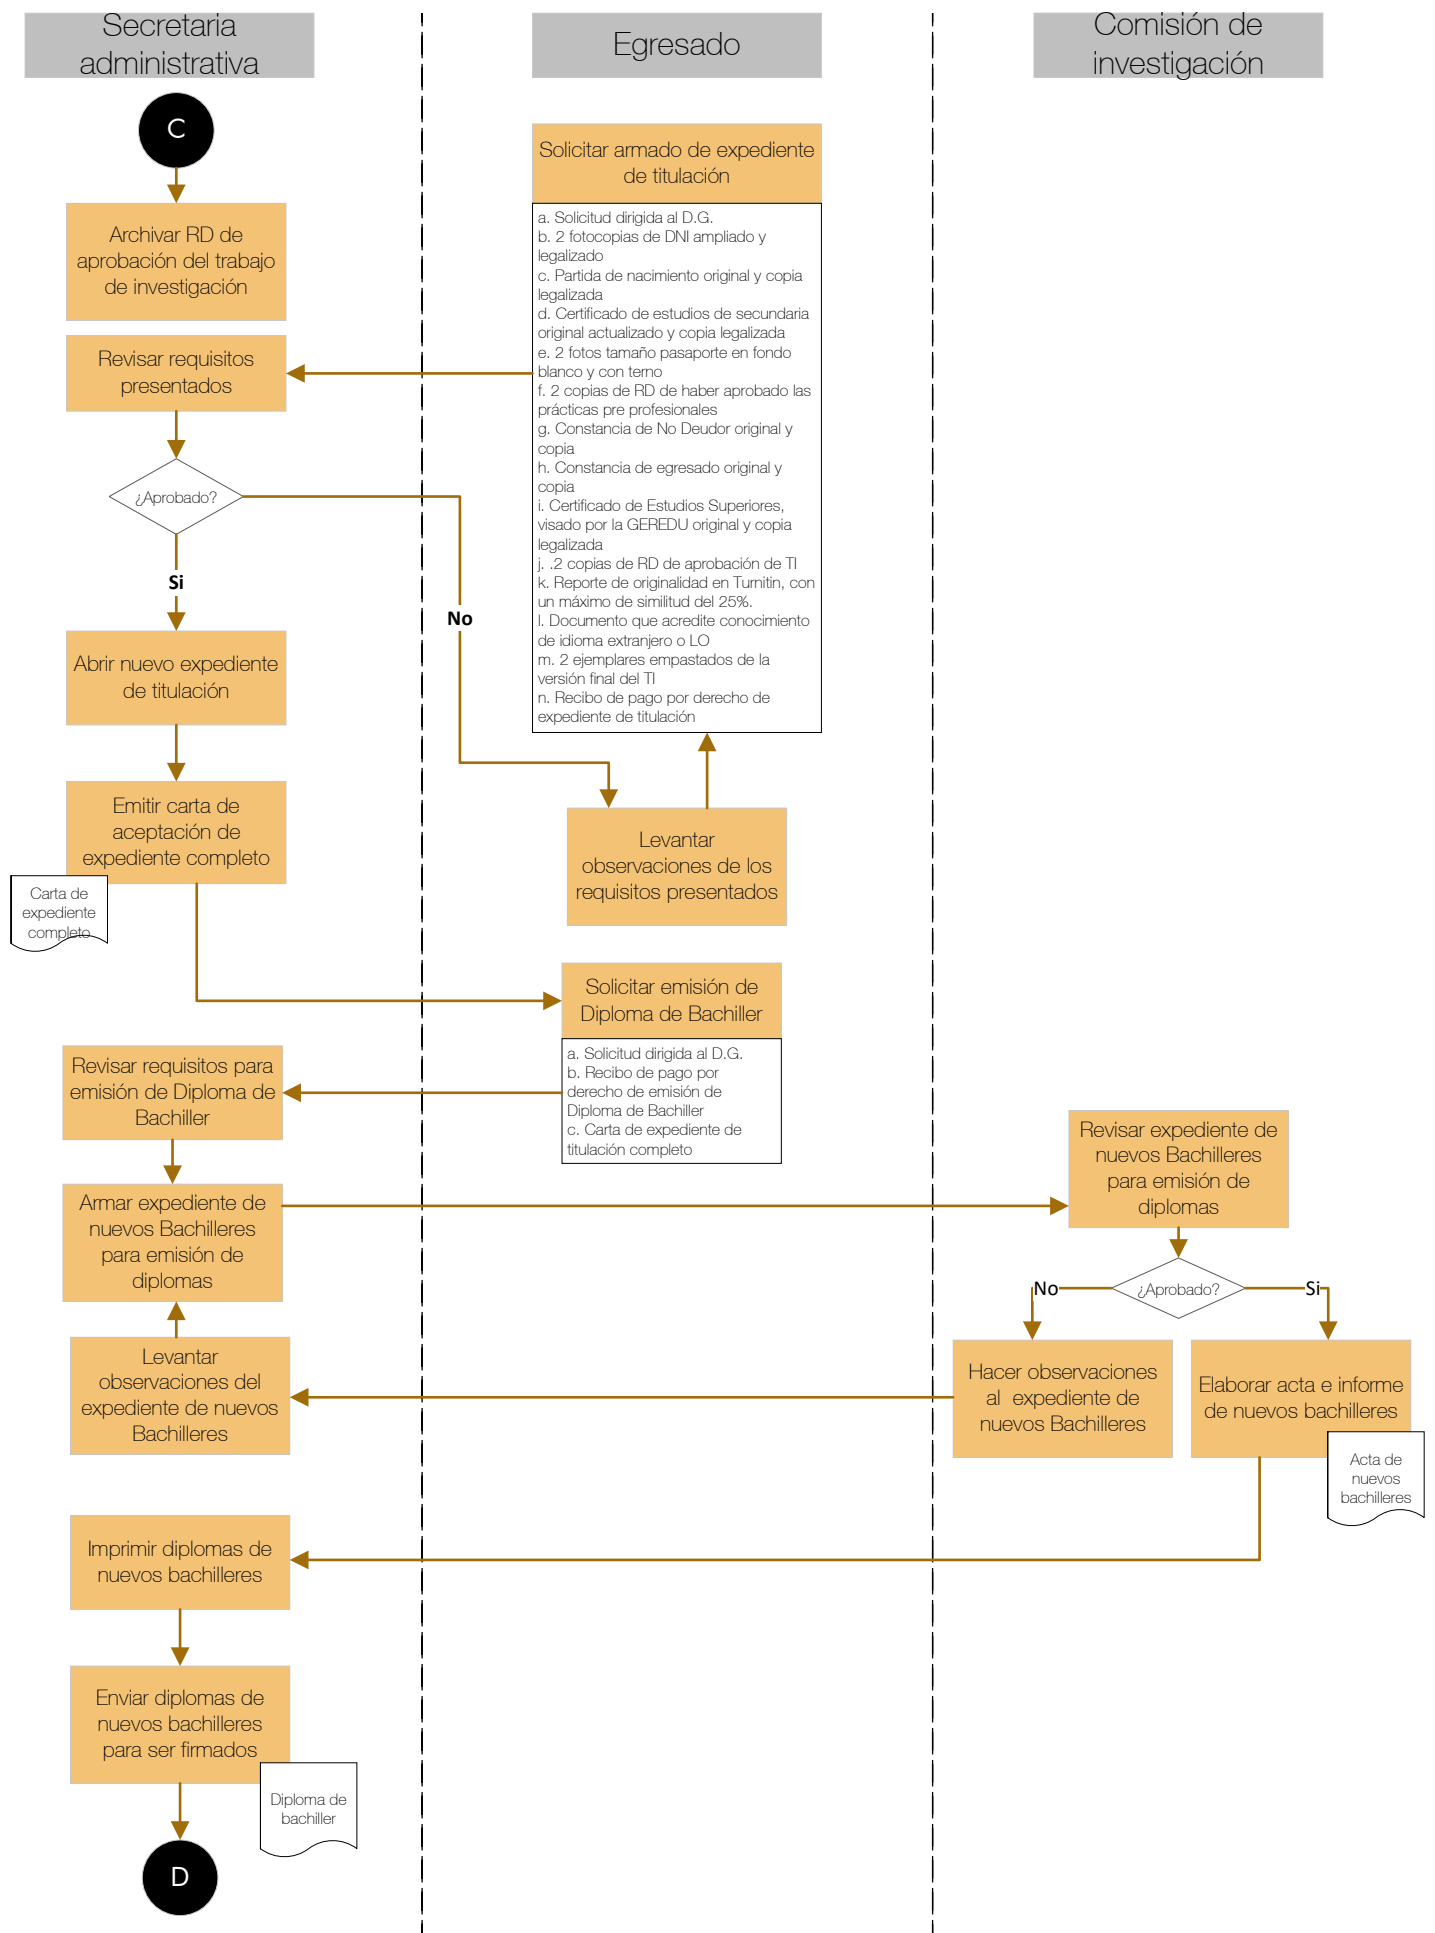 Secretaria
administrativa
Egresado
Comisión de
investigación
C
Archivar RD de
aprobación del trabajo
de investigación
Solicitar armado de expediente
de titulación
a. Solicitud dirigida al D.G.
b. 2 fotocopias de DNI ampliado y
legalizado
c. Partida de nacimiento original y copia
legalizada
d. Certificado de estudios de secundaria
original actualizado y copia legalizada
e. 2 fotos tamaño pasaporte en fondo
blanco y con terno
f. 2 copias de RD de haber aprobado las
prácticas pre profesionales
g. Constancia de No Deudor original y
copia
h. Constancia de egresado original y
copia
i. Certificado de Estudios Superiores,
visado por la GEREDU original y copia
legalizada
j. .2 copias de RD de aprobación de TI
k. Reporte de originalidad en Turnitin, con
un máximo de similitud del 25%.
l. Documento que acredite conocimiento
de idioma extranjero o LO
m. 2 ejemplares empastados de la
versión final del TI
n. Recibo de pago por derecho de
expediente de titulación
Revisar requisitos
presentados
¿Aprobado?
Si
No
Abrir nuevo expediente
de titulación
Emitir carta de
aceptación de
expediente completo
Carta de
expediente
completo
Levantar
observaciones de los
requisitos presentados
Solicitar emisión de
Diploma de Bachiller
a. Solicitud dirigida al D.G.
b. Recibo de pago por
derecho de emisión de
Diploma de Bachiller
c. Carta de expediente de
titulación completo
Revisar requisitos para
emisión de Diploma de
Bachiller
Armar expediente de
nuevos Bachilleres
para emisión de
diplomas
Revisar expediente de
nuevos Bachilleres
para emisión de
diplomas
¿Aprobado?
No
Si
Hacer observaciones
al expediente de
nuevos Bachilleres
Elaborar acta e informe
de nuevos bachilleres
Acta de
nuevos
bachilleres
Levantar
observaciones del
expediente de nuevos
Bachilleres
Imprimir diplomas de
nuevos bachilleres
Enviar diplomas de
nuevos bachilleres
para ser firmados
Diploma de
bachiller
D